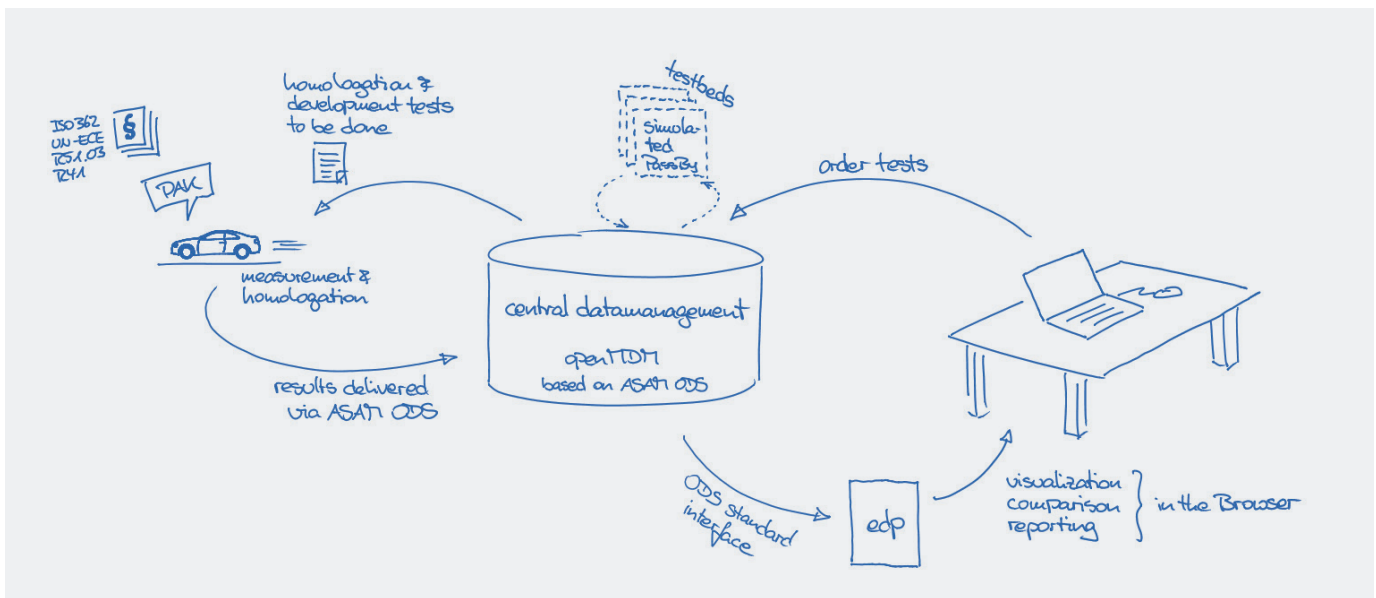 ISO362
UN-ECE
R51.03
R41
§
PAK
homologation &
development tests
to be done
measurement &
homologation
results delivered
via ASAM ODS
testbeds
simula-
ted
PassBy
order tests
central datamanagement
openMDM
based on ASAM ODS
ODS standard
interface
edp
visualization
comparison
reporting
in the Browser